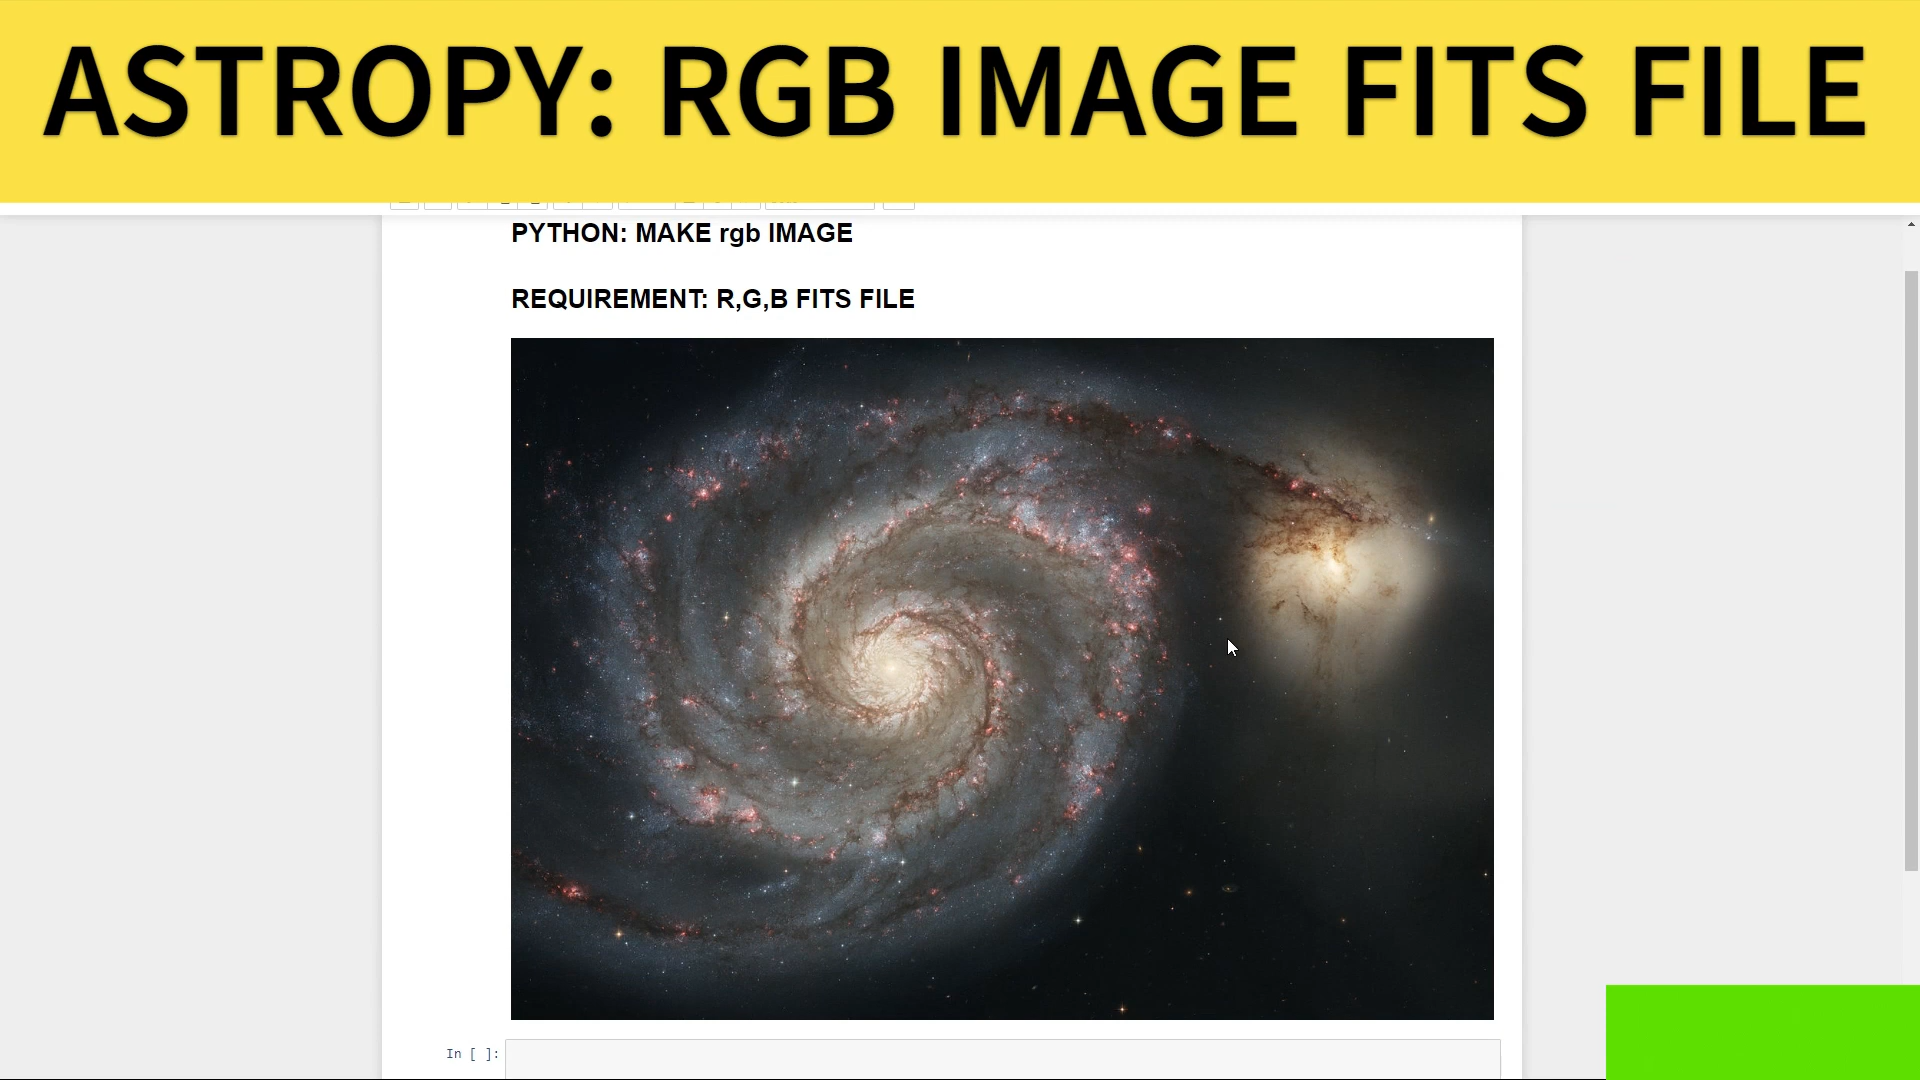 ASTROPY: RGB IMAGE FITS FILE
PYTHON: MAKE rgb IMAGE
REQUIREMENT: R,G,B FITS FILE
In [ ]: